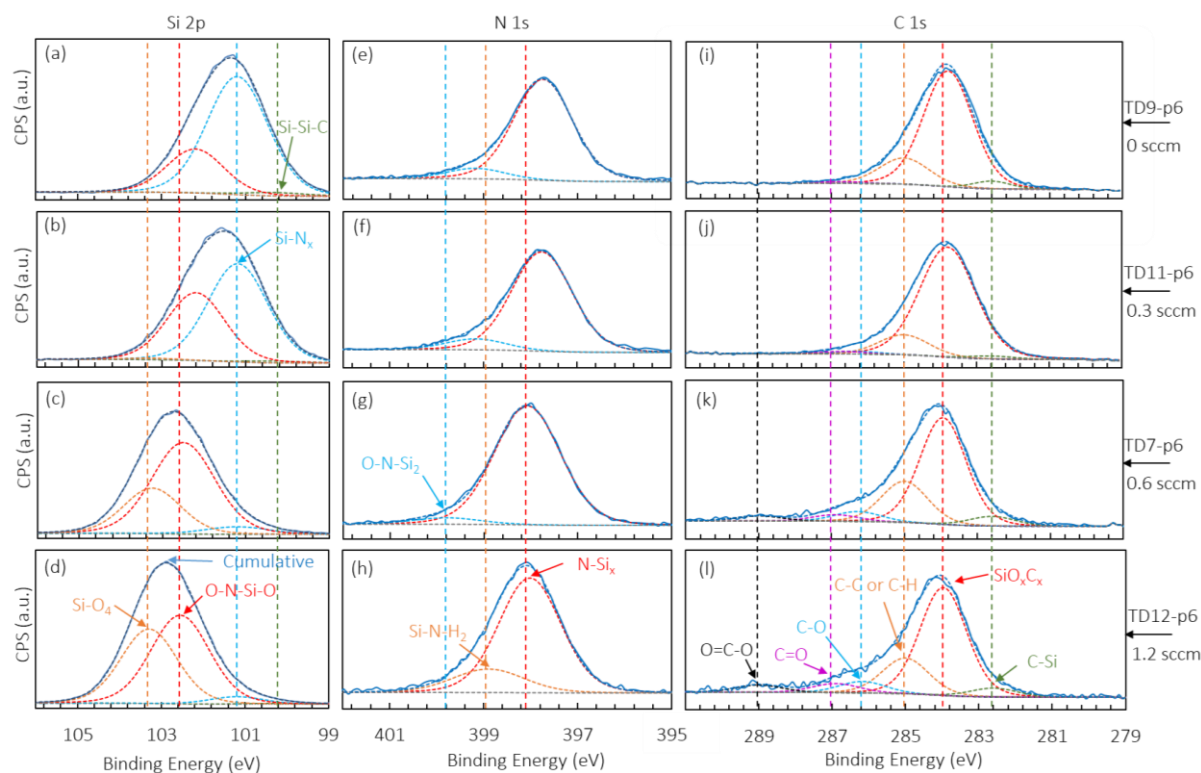 Si 2p
N 1s
C 1s
CPS (a.u.)
(a)
Si-Si-C
(e)
(i)
TD9-p6
0 sccm
CPS (a.u.)
(b)
Si-Nx
(f)
(j)
TD11-p6
0.3 sccm
CPS (a.u.)
(c)
(g)
O-N-Si2
(k)
TD7-p6
0.6 sccm
CPS (a.u.)
(d)
Cumulative
Si-O4
O-N-Si-O
(h)
N-Six
Si-N-H2
(l)
C-C or C-H
SiOxCx
C-O
O=C-O
C=O
C-Si
TD12-p6
1.2 sccm
105 103 101 99
401 399 397 395
289 287 285 283 281 279
Binding Energy (eV)
Binding Energy (eV)
Binding Energy (eV)